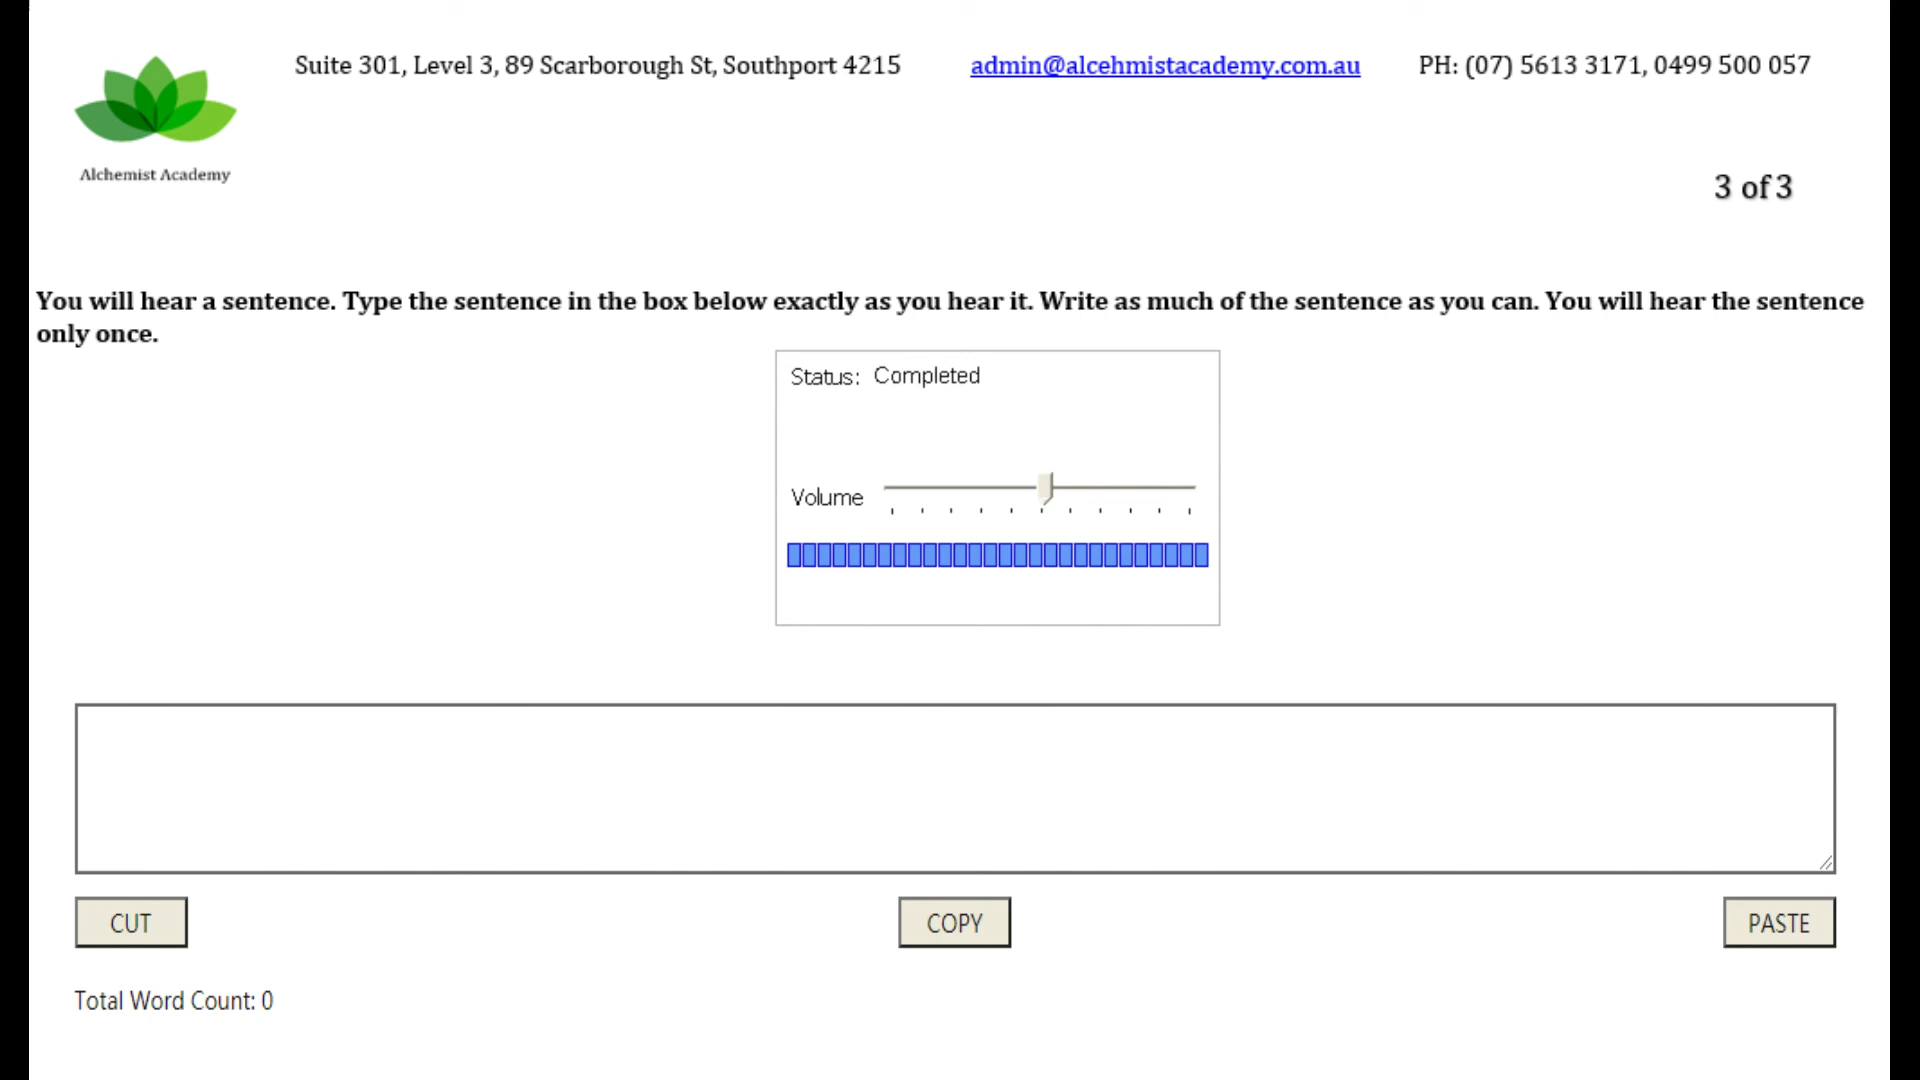 Suite 301, Level 3, 89 Scarborough St, Southport 4215 admin@alcehmistacademy.com.au PH: (07) 5613 3171, 0499 500 057
Alchemist Academy
3 of 3
You will hear a sentence. Type the sentence in the box below exactly as you hear it. Write as much of the sentence as you can. You will hear the sentence
only once.
Status: Completed
Volume
CUT COPY PASTE
Total Word Count: 0